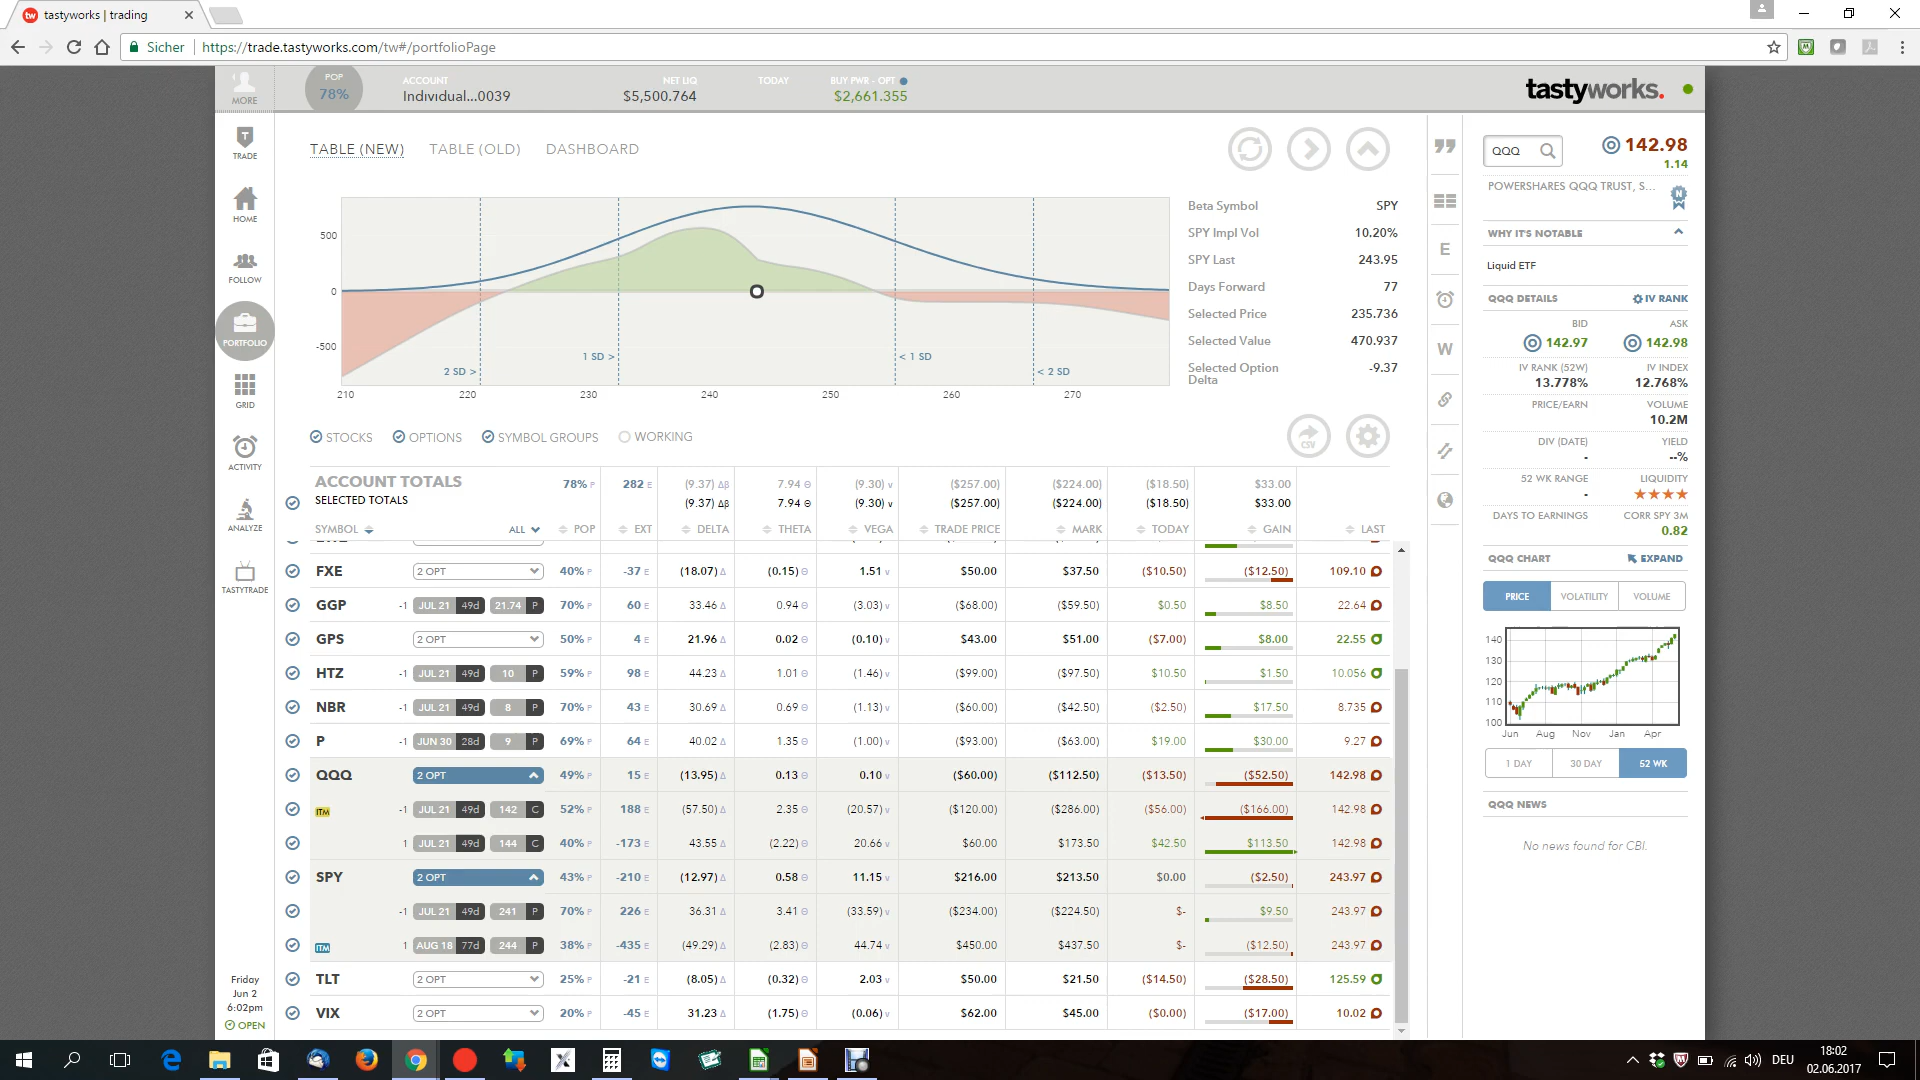 tw tastyworks | trading
Sicher https://trade.tastyworks.com/tw#/portfolioPage
MORE
POP
78%
ACCOUNT
Individual...0039
NET LIQ
$5,500.764
TODAY
BUY PWR - OPT
$2,661.355
tastyworks.
TRADE
HOME
FOLLOW
PORTFOLIO
GRID
ACTIVITY
ANALYZE
TASTYTRADE
Friday
Jun 2
6:02pm
OPEN
TABLE (NEW) TABLE (OLD) DASHBOARD
500
0
-500
2 SD >
1 SD >
< 1 SD
< 2 SD
210 220 230 240 250 260 270
Beta Symbol SPY
SPY Impl Vol 10.20%
SPY Last 243.95
Days Forward 77
Selected Price 235.736
Selected Value 470.937
Selected Option Delta -9.37
STOCKS OPTIONS SYMBOL GROUPS WORKING
CSV
ACCOUNT TOTALS 78% P 282 E (9.37) Δβ 7.94 Θ (9.30) v ($257.00) ($224.00) ($18.50) $33.00
SELECTED TOTALS (9.37) Δβ 7.94 Θ (9.30) v ($257.00) ($224.00) ($18.50) $33.00
SYMBOL ALL POP EXT DELTA THETA VEGA TRADE PRICE MARK TODAY GAIN LAST
FXE 2 OPT 40% P -37 E (18.07) Δ (0.15) Θ 1.51 v $50.00 $37.50 ($10.50) ($12.50) 109.10
GGP -1 JUL 21 49d 21.74 P 70% P 60 E 33.46 Δ 0.94 Θ (3.03) v ($68.00) ($59.50) $0.50 $8.50 22.64
GPS 2 OPT 50% P 4 E 21.96 Δ 0.02 Θ (0.10) v $43.00 $51.00 ($7.00) $8.00 22.55
HTZ -1 JUL 21 49d 10 P 59% P 98 E 44.23 Δ 1.01 Θ (1.46) v ($99.00) ($97.50) $10.50 $1.50 10.056
NBR -1 JUL 21 49d 8 P 70% P 43 E 30.69 Δ 0.69 Θ (1.13) v ($60.00) ($42.50) ($2.50) $17.50 8.735
P -1 JUN 30 28d 9 P 69% P 64 E 40.02 Δ 1.35 Θ (1.00) v ($93.00) ($63.00) $19.00 $30.00 9.27
QQQ 2 OPT 49% P 15 E (13.95) Δ 0.13 Θ 0.10 v ($60.00) ($112.50) ($13.50) ($52.50) 142.98
ITM -1 JUL 21 49d 142 C 52% P 188 E (57.50) Δ 2.35 Θ (20.57) v ($120.00) ($286.00) ($56.00) ($166.00) 142.98
1 JUL 21 49d 144 C 40% P -173 E 43.55 Δ (2.22) Θ 20.66 v $60.00 $173.50 $42.50 $113.50 142.98
SPY 2 OPT 43% P -210 E (12.97) Δ 0.58 Θ 11.15 v $216.00 $213.50 $0.00 ($2.50) 243.97
-1 JUL 21 49d 241 P 70% P 226 E 36.31 Δ 3.41 Θ (33.59) v ($234.00) ($224.50) $- $9.50 243.97
ITM 1 AUG 18 77d 244 P 38% P -435 E (49.29) Δ (2.83) Θ 44.74 v $450.00 $437.50 $- ($12.50) 243.97
TLT 2 OPT 25% P -21 E (8.05) Δ (0.32) Θ 2.03 v $50.00 $21.50 ($14.50) ($28.50) 125.59
VIX 2 OPT 20% P -45 E 31.23 Δ (1.75) Θ (0.06) v $62.00 $45.00 ($0.00) ($17.00) 10.02
E
W
QQQ
142.98
1.14
POWERSHARES QQQ TRUST, S...
N
WHY IT'S NOTABLE
Liquid ETF
QQQ DETAILS IV RANK
BID ASK
142.97 142.98
IV RANK (52W) IV INDEX
13.778% 12.768%
PRICE/EARN VOLUME
10.2M
DIV (DATE) YIELD
- --%
52 WK RANGE LIQUIDITY
-
DAYS TO EARNINGS CORR SPY 3M
0.82
QQQ CHART EXPAND
PRICE VOLATILITY VOLUME
140
130
120
110
100
Jun Aug Nov Jan Apr
1 DAY 30 DAY 52 WK
QQQ NEWS
No news found for CBI.
DEU
18:02
02.06.2017